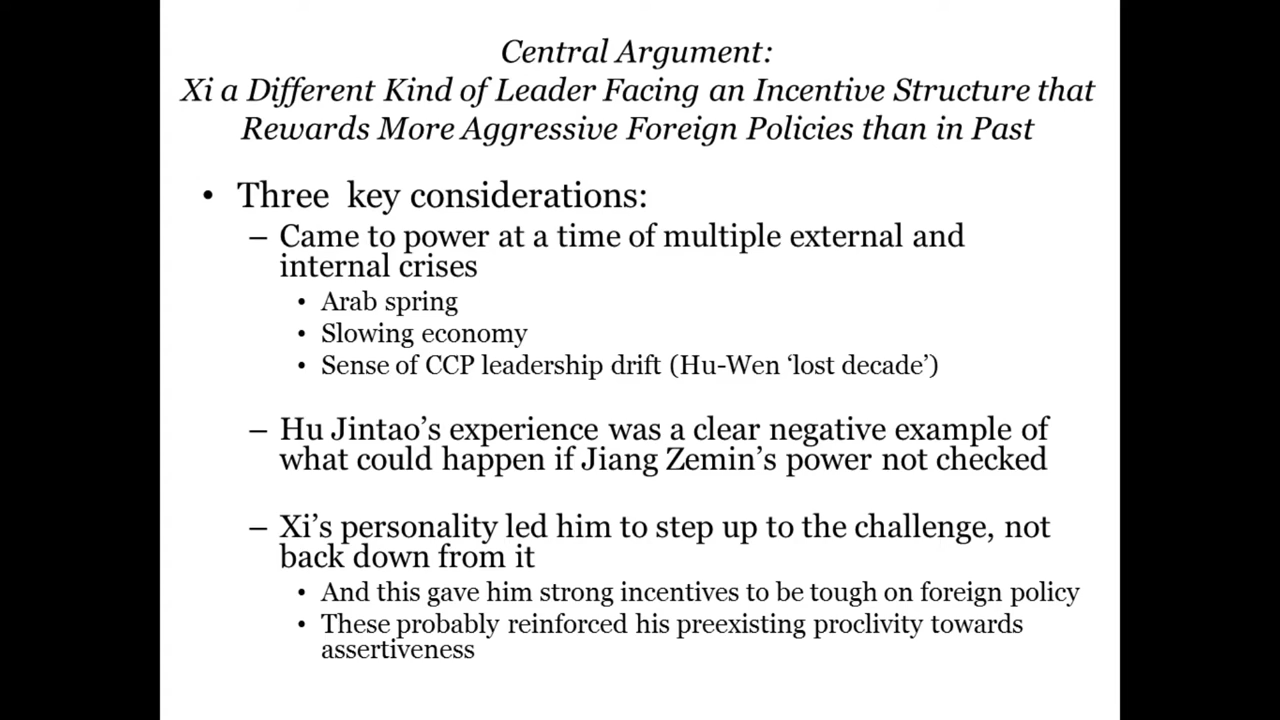 Central Argument:
Xi a Different Kind of Leader Facing an Incentive Structure that
Rewards More Aggressive Foreign Policies than in Past
• Three key considerations:
– Came to power at a time of multiple external and
internal crises
• Arab spring
• Slowing economy
• Sense of CCP leadership drift (Hu-Wen ‘lost decade’)
– Hu Jintao’s experience was a clear negative example of
what could happen if Jiang Zemin’s power not checked
– Xi’s personality led him to step up to the challenge, not
back down from it
• And this gave him strong incentives to be tough on foreign policy
• These probably reinforced his preexisting proclivity towards
assertiveness